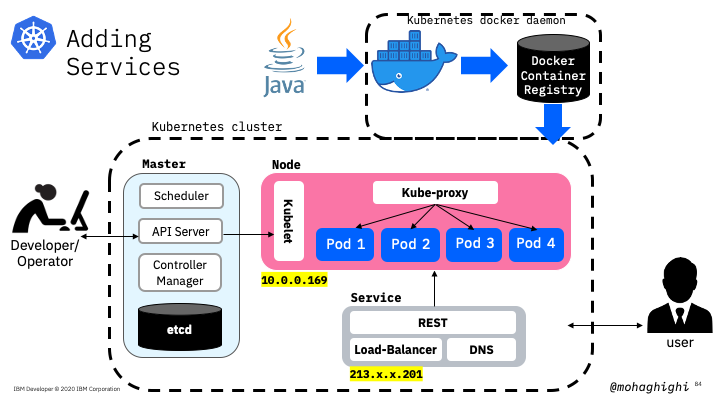 Adding
Services
Java
Kubernetes docker daemon
Docker
Container
Registry
Kubernetes cluster
Master
Scheduler
API Server
Controller
Manager
etcd
Developer/
Operator
Node
Kubelet
Kube-proxy
Pod 1
Pod 2
Pod 3
Pod 4
10.0.0.169
Service
REST
Load-Balancer
DNS
213.x.x.201
user
IBM Developer © 2020 IBM Corporation
@mohaghighi
84